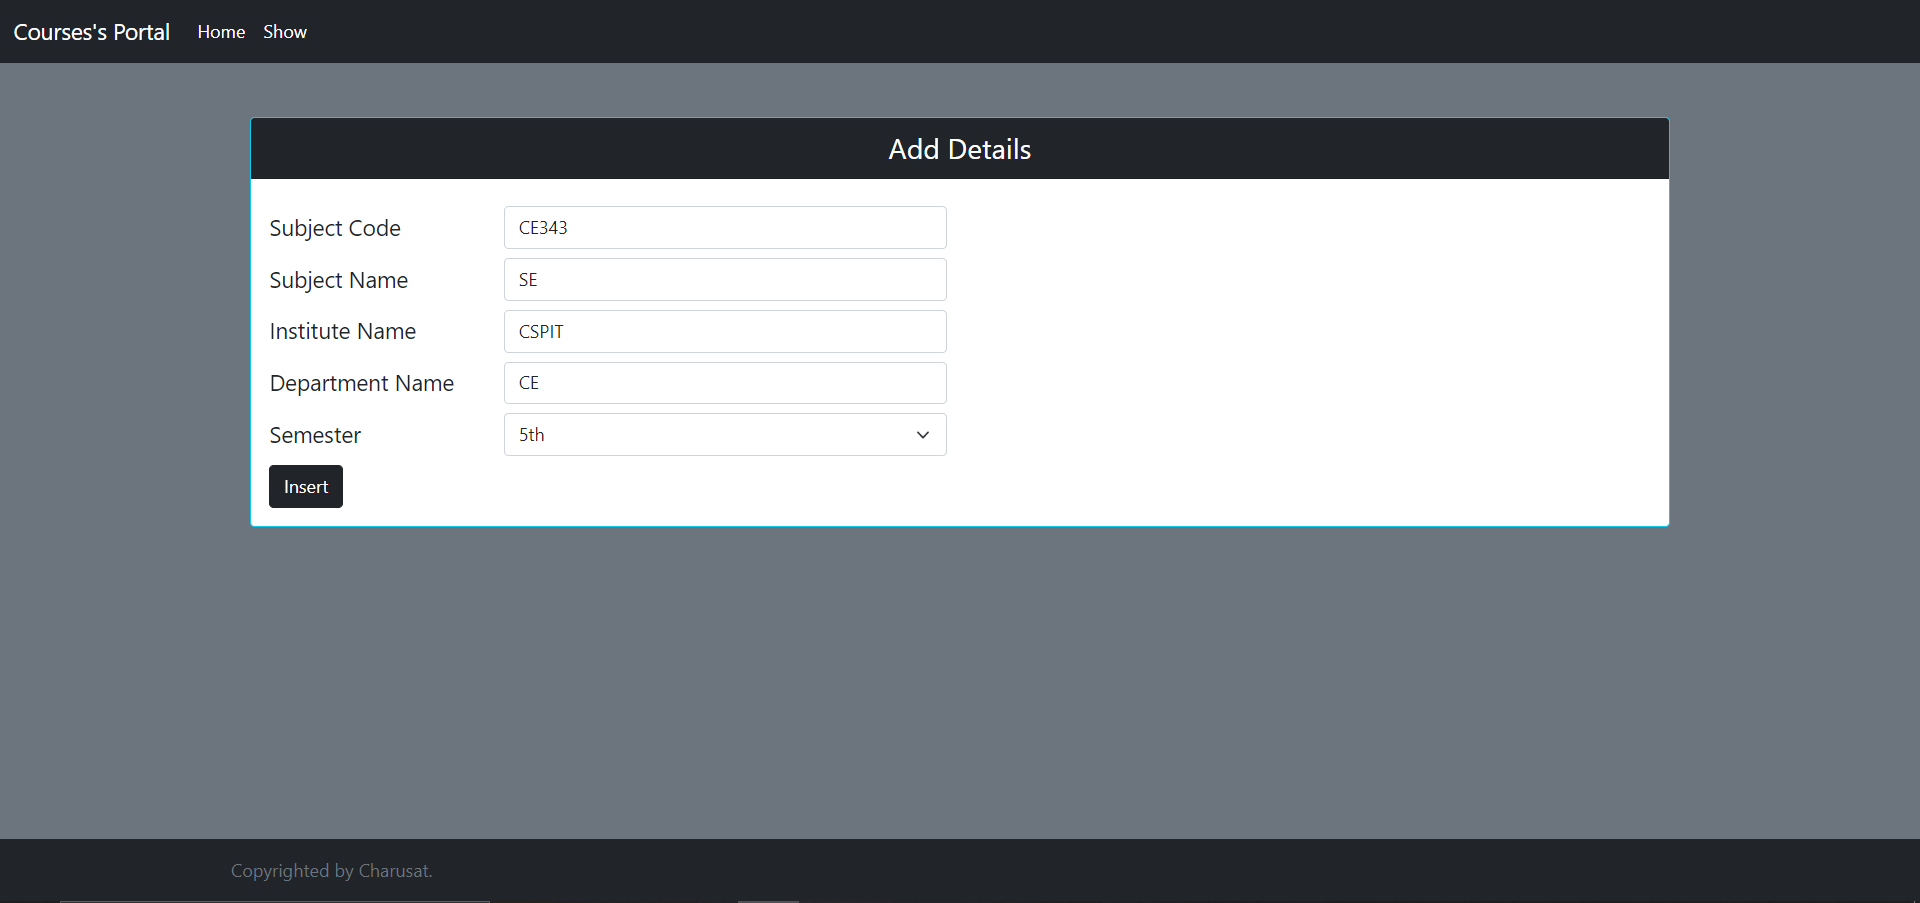 Courses's Portal Home Show
Add Details
Subject Code CE343
Subject Name SE
Institute Name CSPIT
Department Name CE
Semester 5th
Insert
Copyrighted by Charusat.